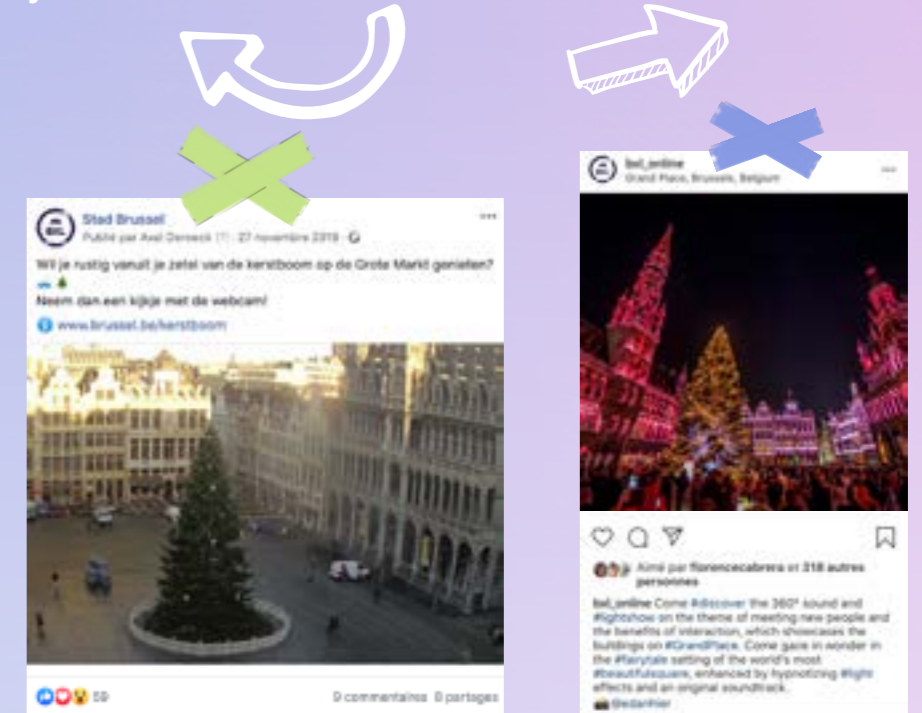 Stad Brussel
Publié par Axel 27 novembre 2019
Wil je rustig vanuit je zetel van de kerstboom op de Grote Markt genieten?
Neem dan een kijkje met de webcam!
www.brussel.be/kerstboom
59
9 commentaires 8 partages
BXL
bxl_online
Grand Place, Brussels, Belgium
Aimé par florencecabrera et 318 autres
personnes
bxl_online Come #discover the 360° sound and
#lightshow on the theme of meeting new people and
the benefits of interaction, which showcases the
buildings on #GrandPlace. Come gaze in wonder in
the #fairytale setting of the world's most
#beautifulsquare, enhanced by hypnotizing #light
effects and an original soundtrack.